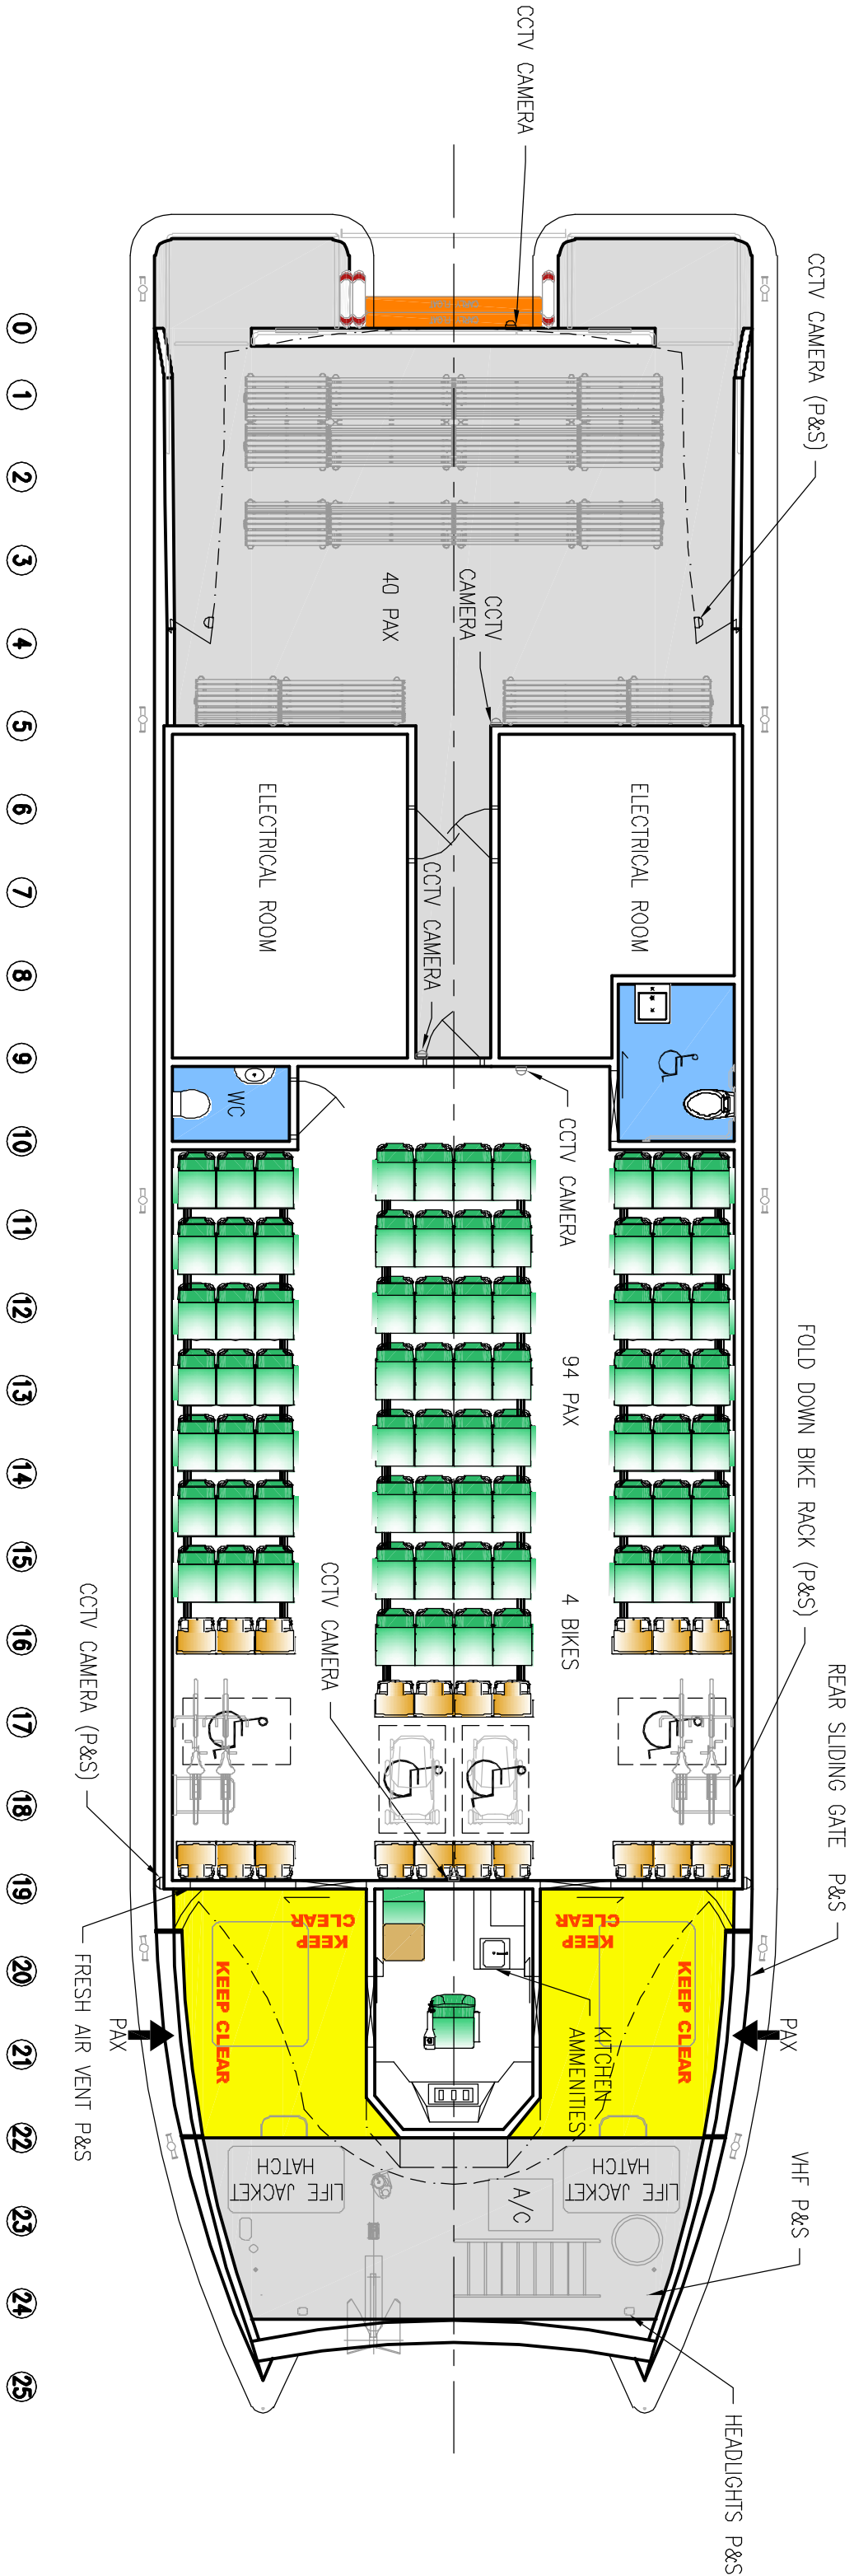 CCTV CAMERA
CCTV CAMERA (P&S)
0
1
2
3
4
5
6
7
8
9
10
11
12
13
14
15
16
17
18
19
20
21
22
23
24
25
40 PAX
CCTV
CAMERA
ELECTRICAL ROOM
ELECTRICAL ROOM
CCTV CAMERA
WC
CCTV CAMERA
94 PAX
4 BIKES
FOLD DOWN BIKE RACK (P&S)
CCTV CAMERA
CCTV CAMERA (P&S)
REAR SLIDING GATE P&S
FRESH AIR VENT P&S
KEEP
CLEAR
KEEP
CLEAR
KEEP CLEAR
KEEP CLEAR
PAX
PAX
KITCHEN
AMMENITIES
LIFE JACKET
HATCH
LIFE JACKET
HATCH
A/C
VHF P&S
HEADLIGHTS P&S